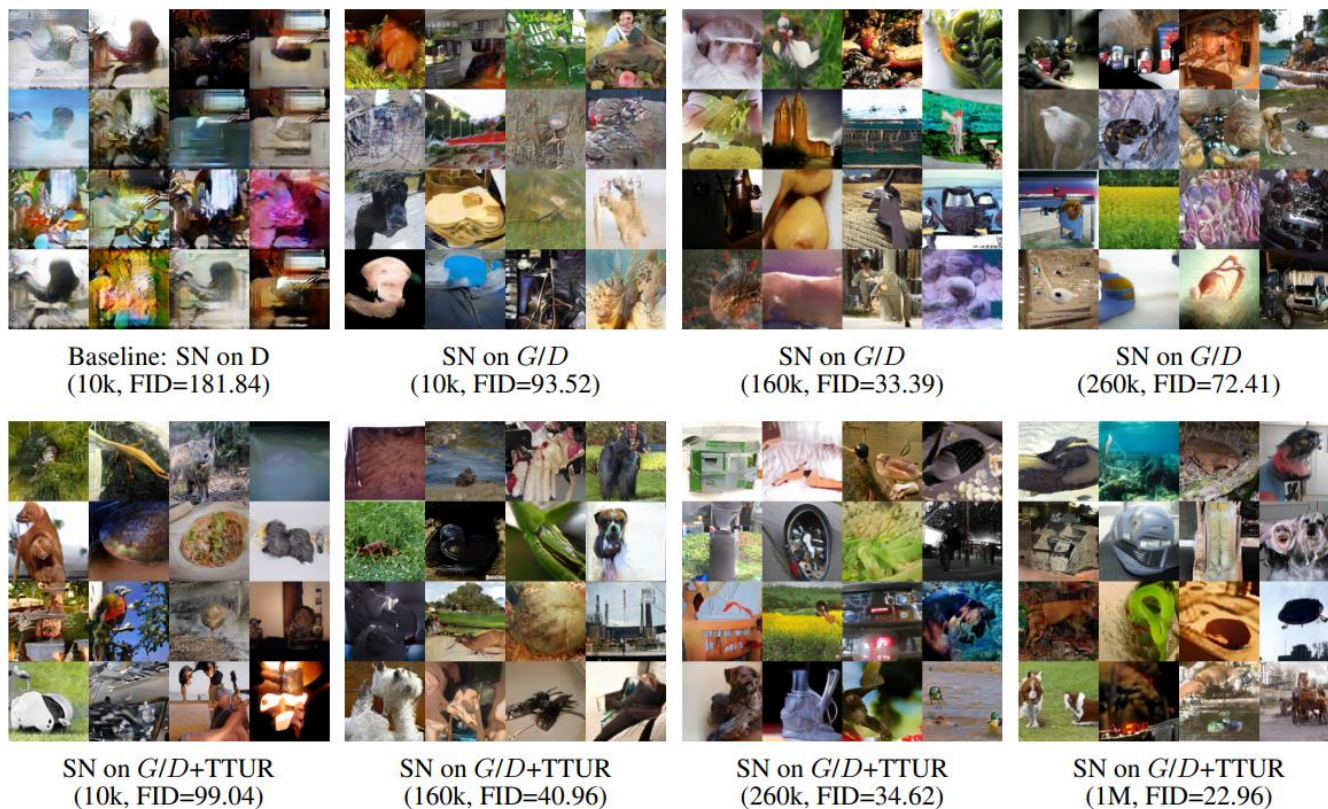 Baseline: SN on D
(10k, FID=181.84)
SN on G/D
(10k, FID=93.52)
SN on G/D
(160k, FID=33.39)
SN on G/D
(260k, FID=72.41)
SN on G/D+TTUR
(10k, FID=99.04)
SN on G/D+TTUR
(160k, FID=40.96)
SN on G/D+TTUR
(260k, FID=34.62)
SN on G/D+TTUR
(1M, FID=22.96)